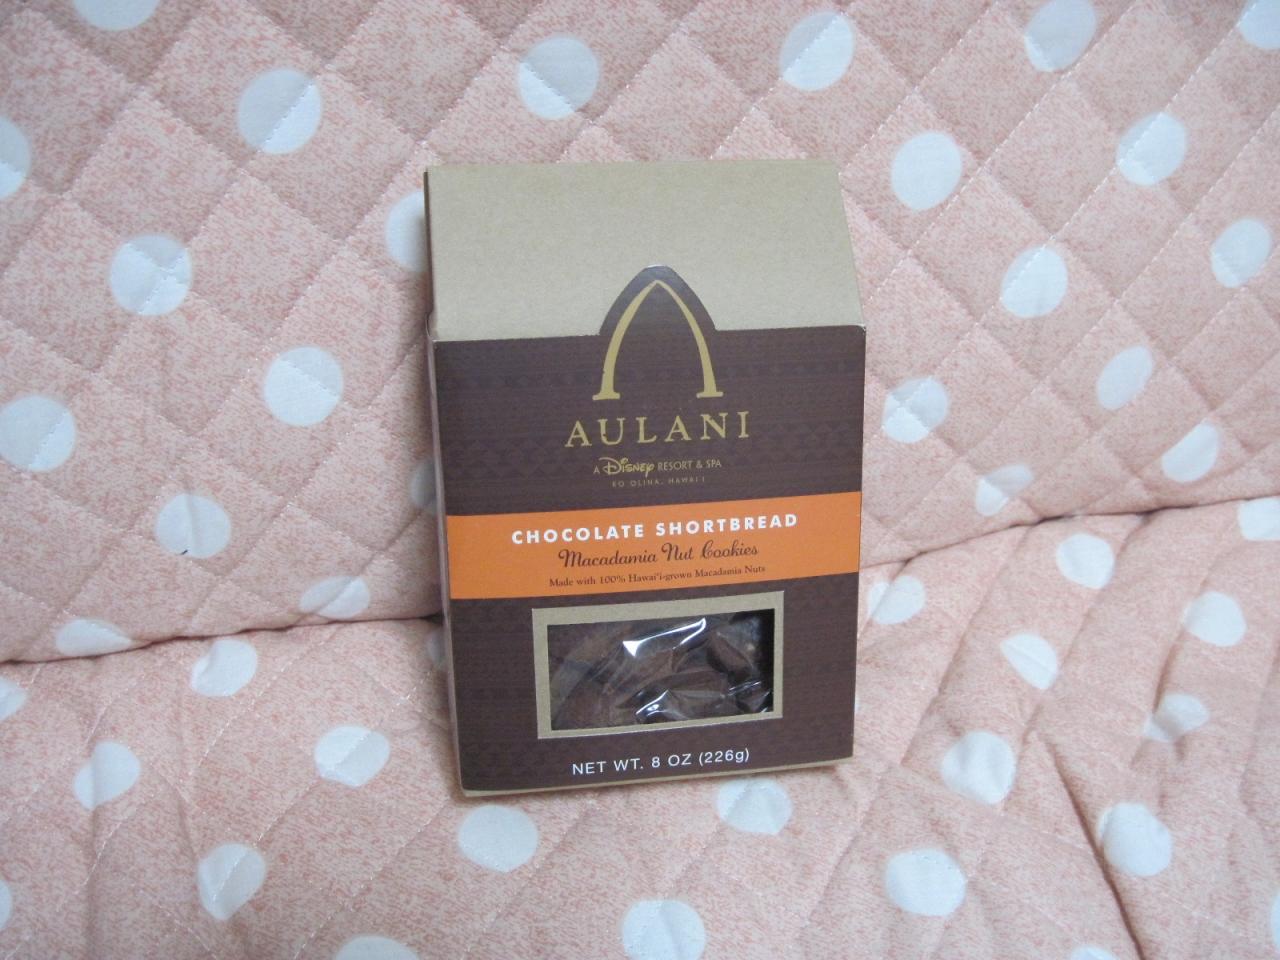 AULANI
A Disney RESORT & SPA
KO OLINA, HAWAI'I
CHOCOLATE SHORTBREAD
Macadamia Nut Cookies
Made with 100% Hawai'i-grown Macadamia Nuts
NET WT. 8 OZ (226g)